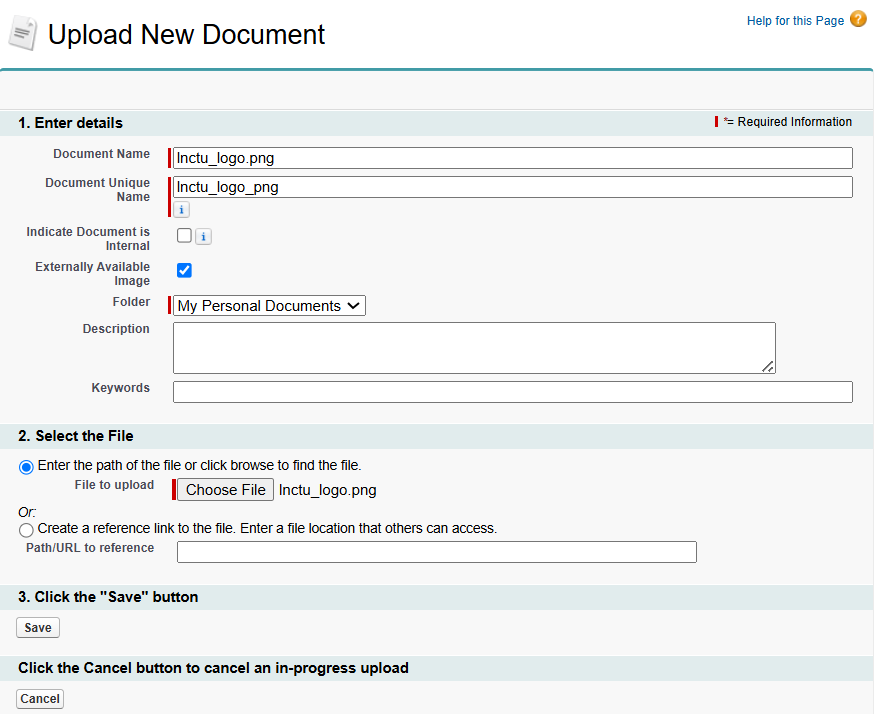 Upload New Document
Help for this Page ?
1. Enter details
*= Required Information
Document Name
lnctu_logo.png
Document Unique
Name
lnctu_logo_png
i
Indicate Document is
Internal
i
Externally Available
Image
Folder
My Personal Documents
Description
Keywords
2. Select the File
Enter the path of the file or click browse to find the file.
File to upload
Choose File lnctu_logo.png
Or:
Create a reference link to the file. Enter a file location that others can access.
Path/URL to reference
3. Click the "Save" button
Save
Click the Cancel button to cancel an in-progress upload
Cancel